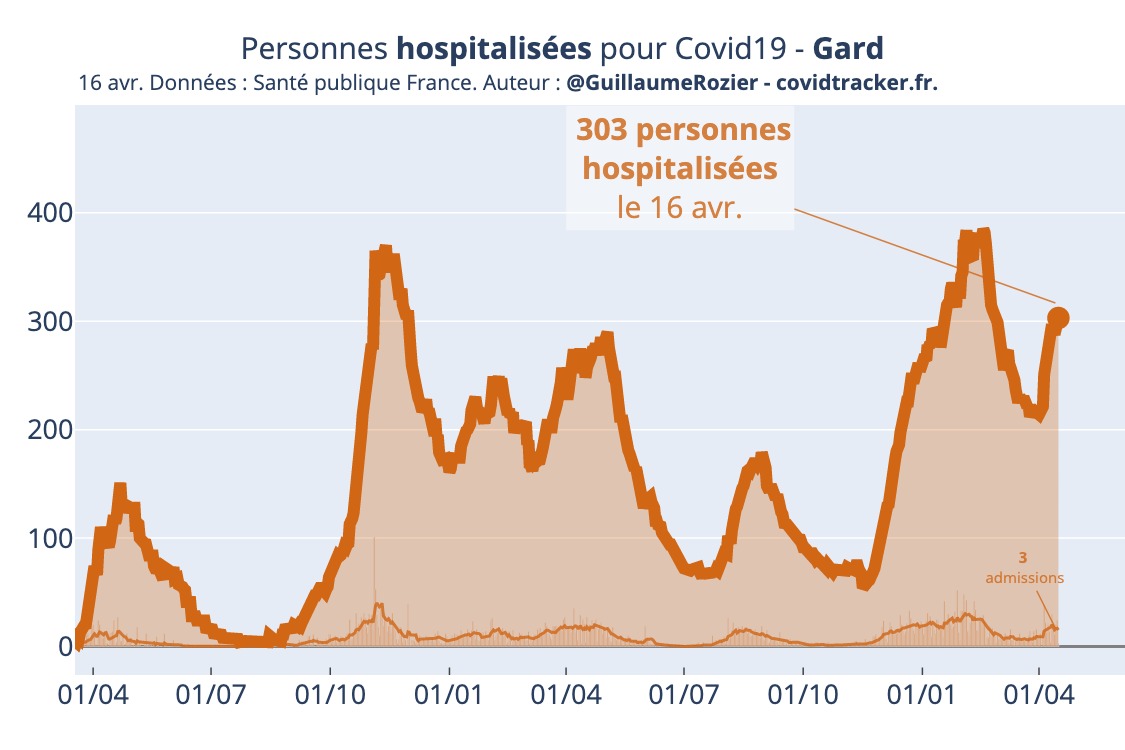 Personnes hospitalisées pour Covid19 - Gard
16 avr. Données : Santé publique France. Auteur : @GuillaumeRozier - covidtracker.fr.
303 personnes
hospitalisées
le 16 avr.
400
300
200
100
0
3
admissions
01/04 01/07 01/10 01/01 01/04 01/07 01/10 01/01 01/04